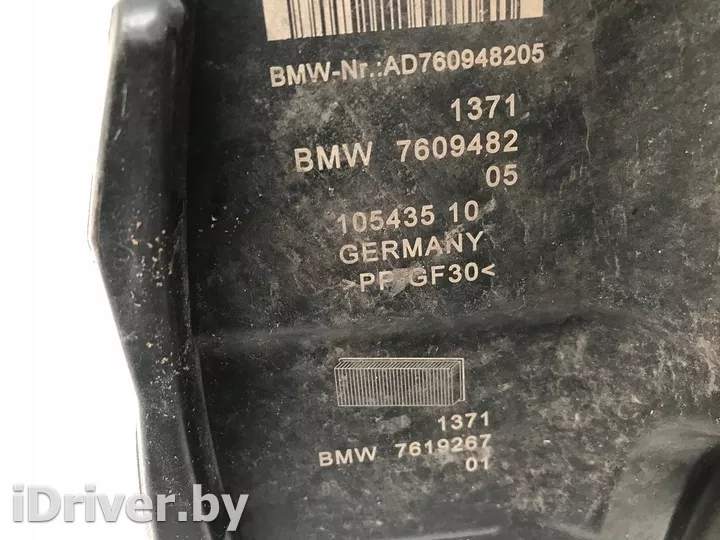 BMW-Nr.:AD760948205
1371
BMW 7609482
05
105435 10
GERMANY
>PP-GF30<
1371
BMW 7619267
01
iDriver.by